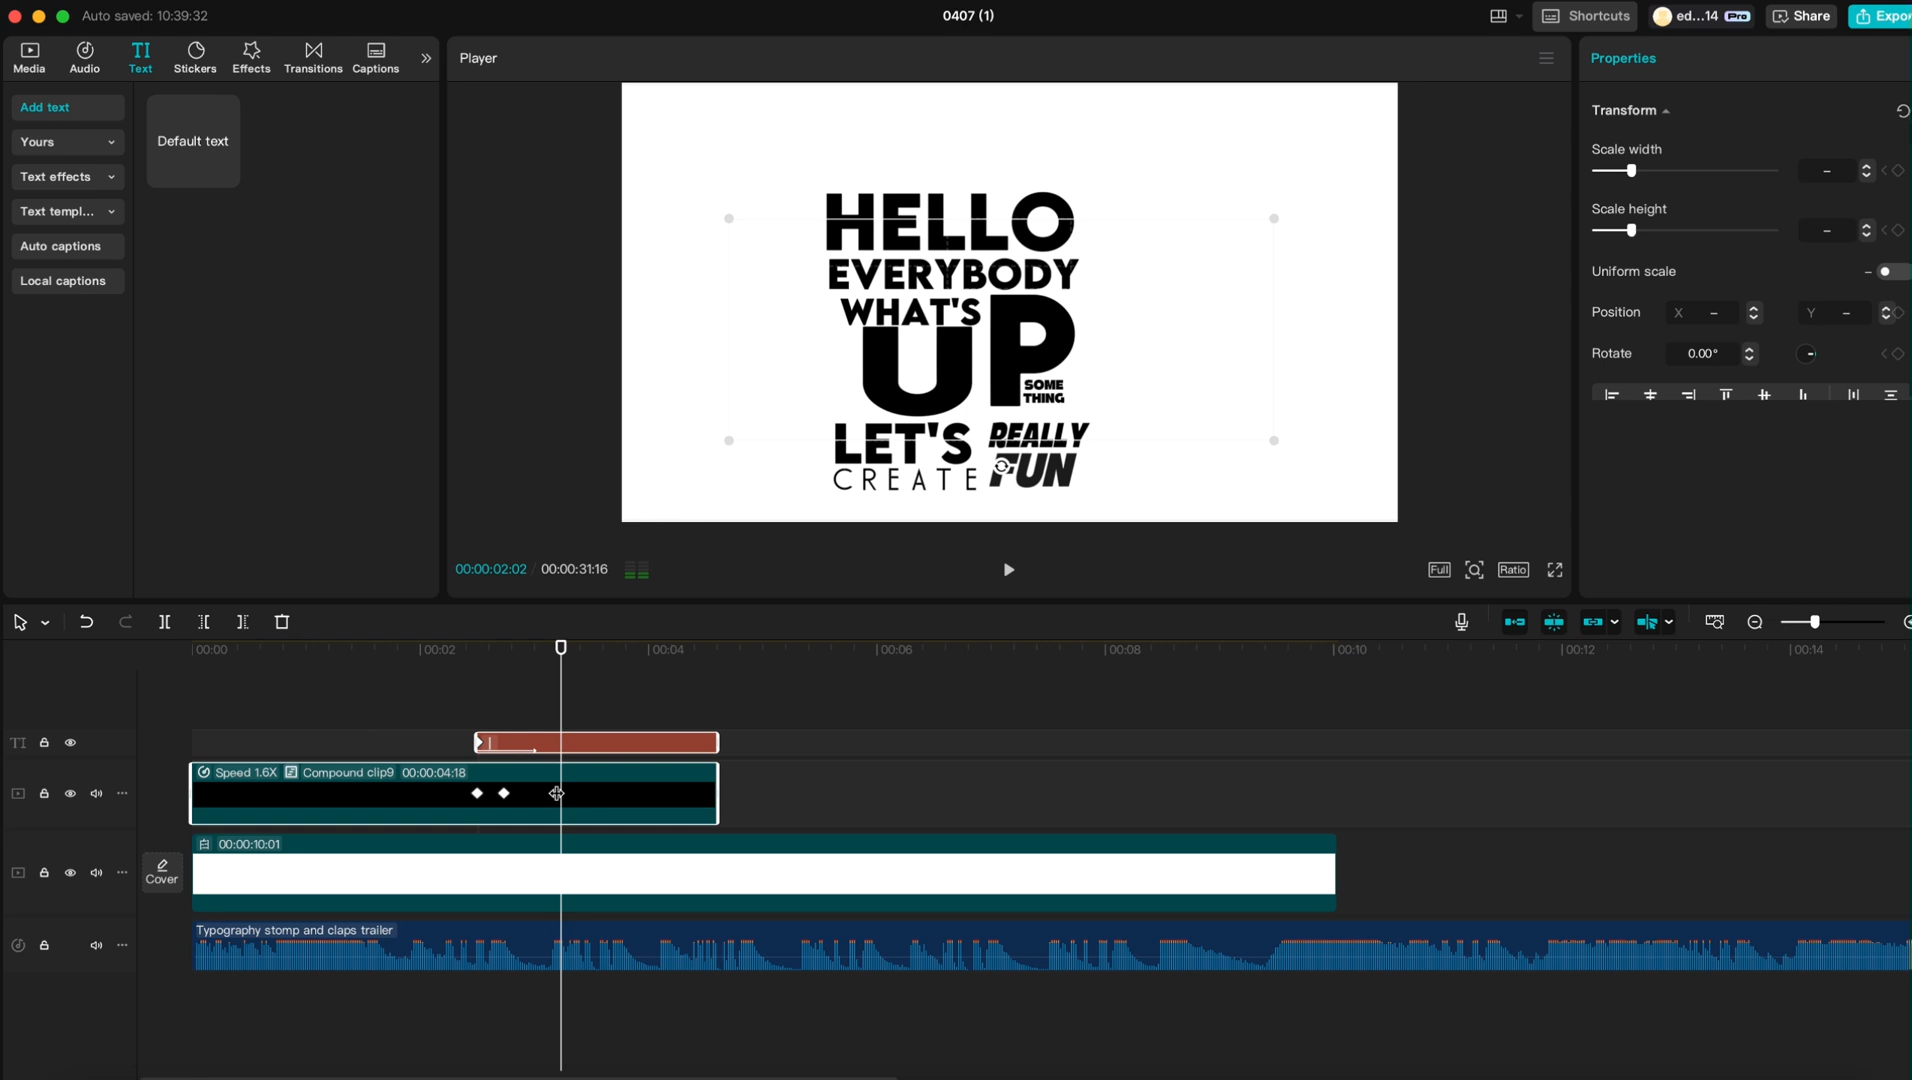 Auto saved: 10:39:32
0407 (1)
Shortcuts
ed...14 Pro
Share
Expor
Media
Audio
TI
Text
Stickers
Effects
Transitions
Captions
Player
Properties
Add text
Yours
Text effects
Text templ...
Auto captions
Local captions
Default text
HELLO
EVERYBODY
WHAT'S
UP
SOME
THING
LET'S
CREATE
REALLY
FUN
Transform
Scale width
–
Scale height
–
Uniform scale
Position X – Y –
Rotate 0.00°
00:00:02:02 / 00:00:31:16
Full
Ratio
00:00
00:02
00:04
00:06
00:08
00:10
00:12
00:14
TI
Speed 1.6X Compound clip9 00:00:04:18
白 00:00:10:01
Cover
Typography stomp and claps trailer